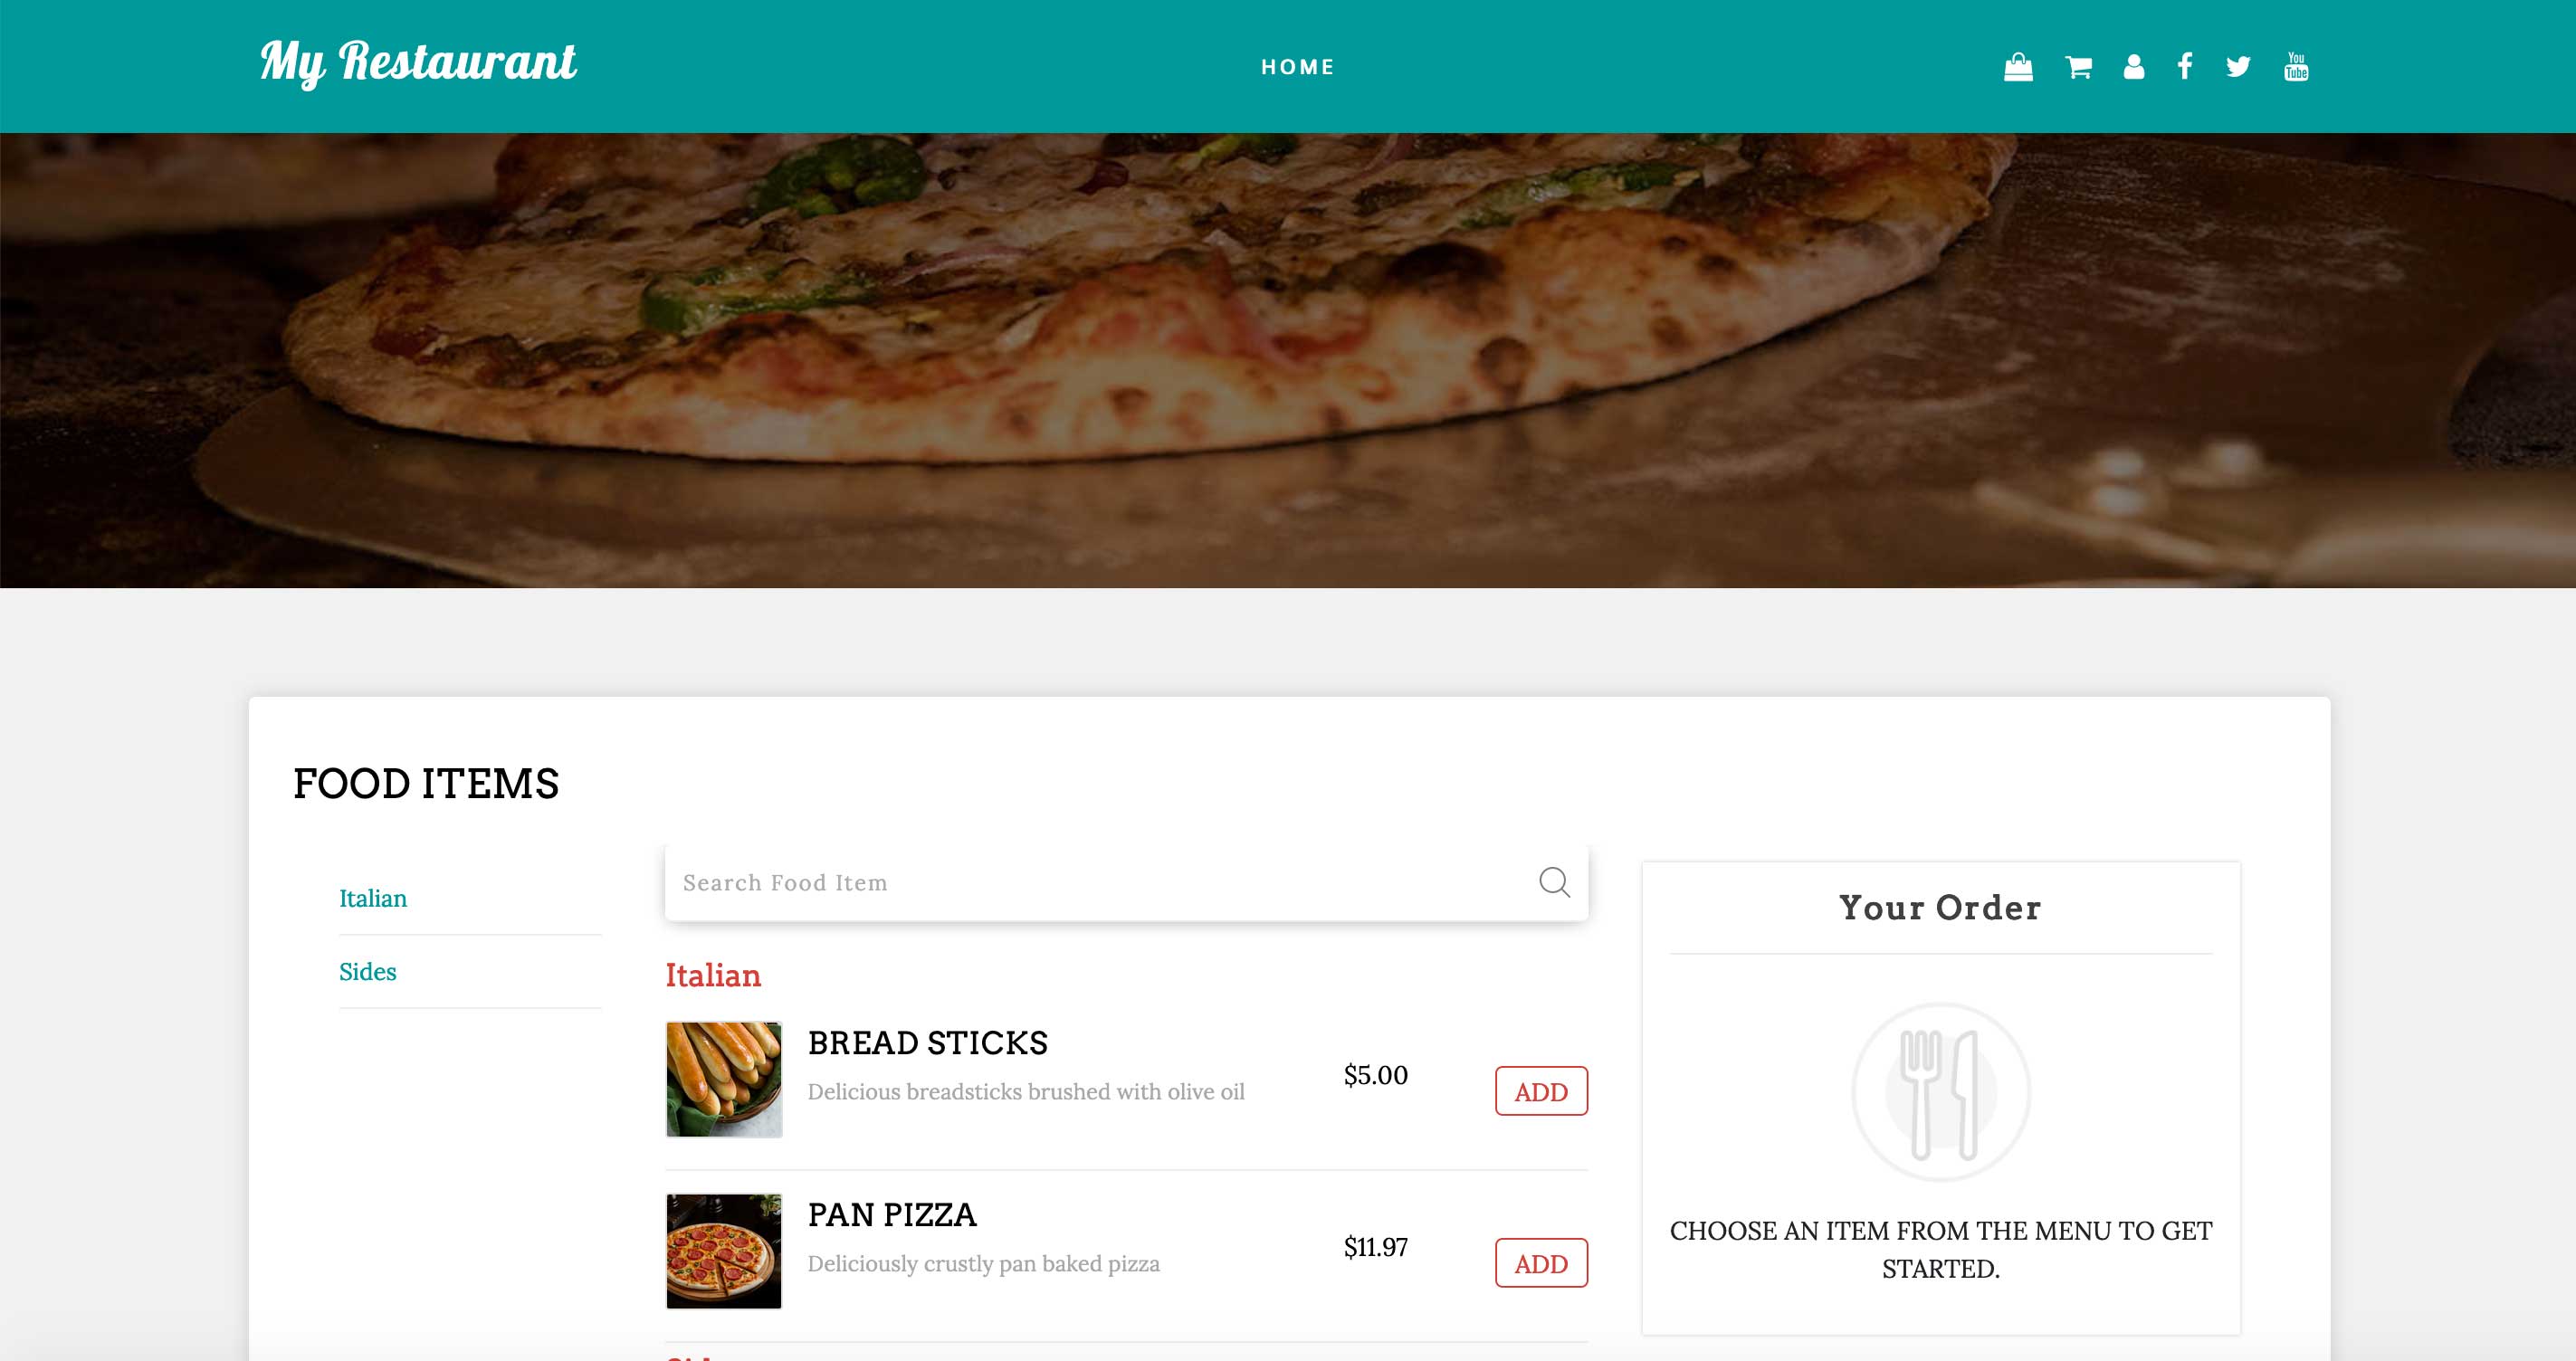 My Restaurant
HOME
You
Tube
FOOD ITEMS
Italian
Sides
Search Food Item
Italian
BREAD STICKS
Delicious breadsticks brushed with olive oil
$5.00
ADD
PAN PIZZA
Deliciously crustly pan baked pizza
$11.97
ADD
Your Order
CHOOSE AN ITEM FROM THE MENU TO GET
STARTED.